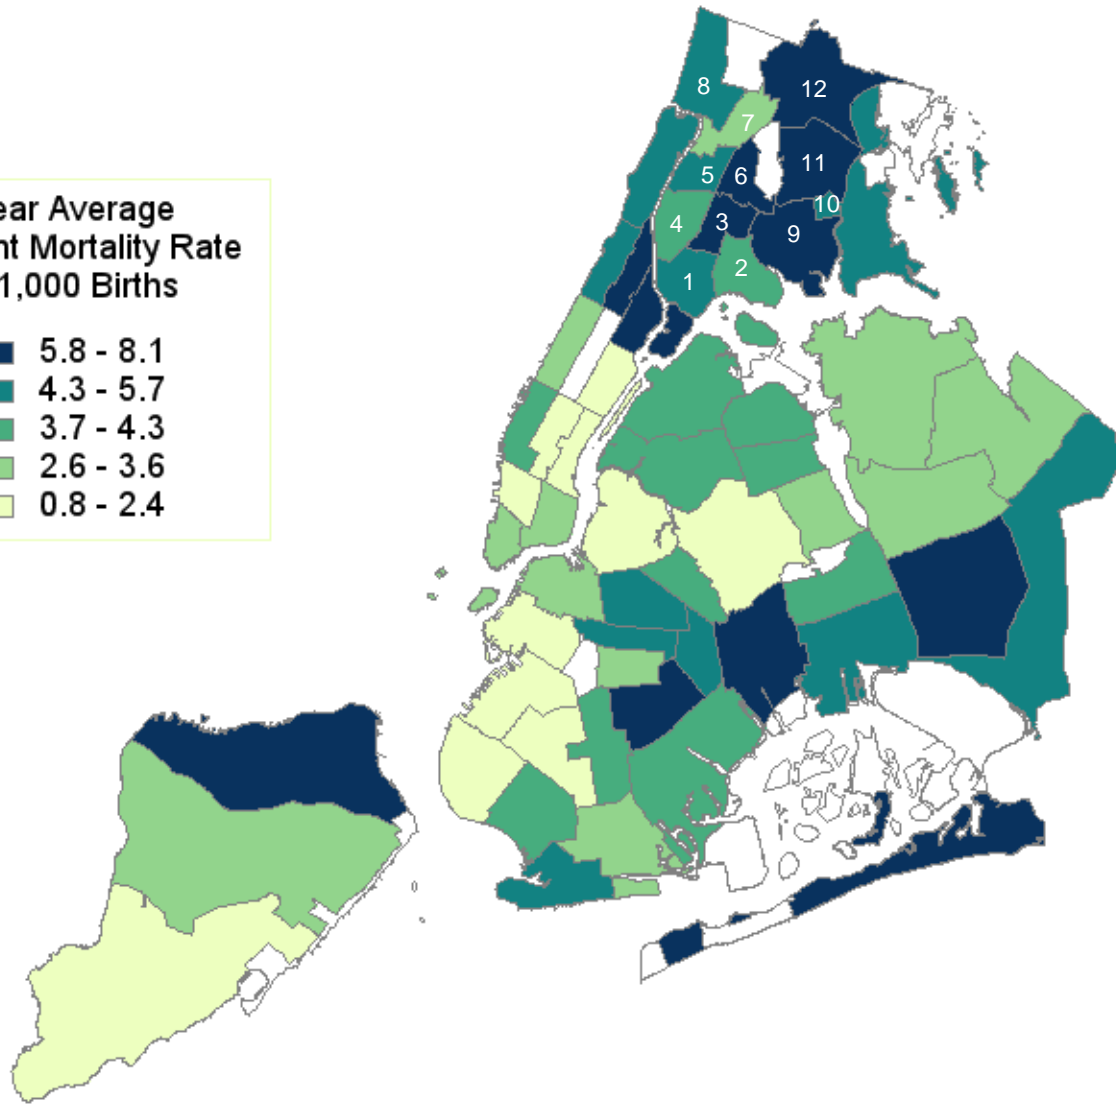 ear Average
nt Mortality Rate
1,000 Births
5.8 - 8.1
4.3 - 5.7
3.7 - 4.3
2.6 - 3.6
0.8 - 2.4
8
12
7
11
5
6
10
4
3
9
2
1